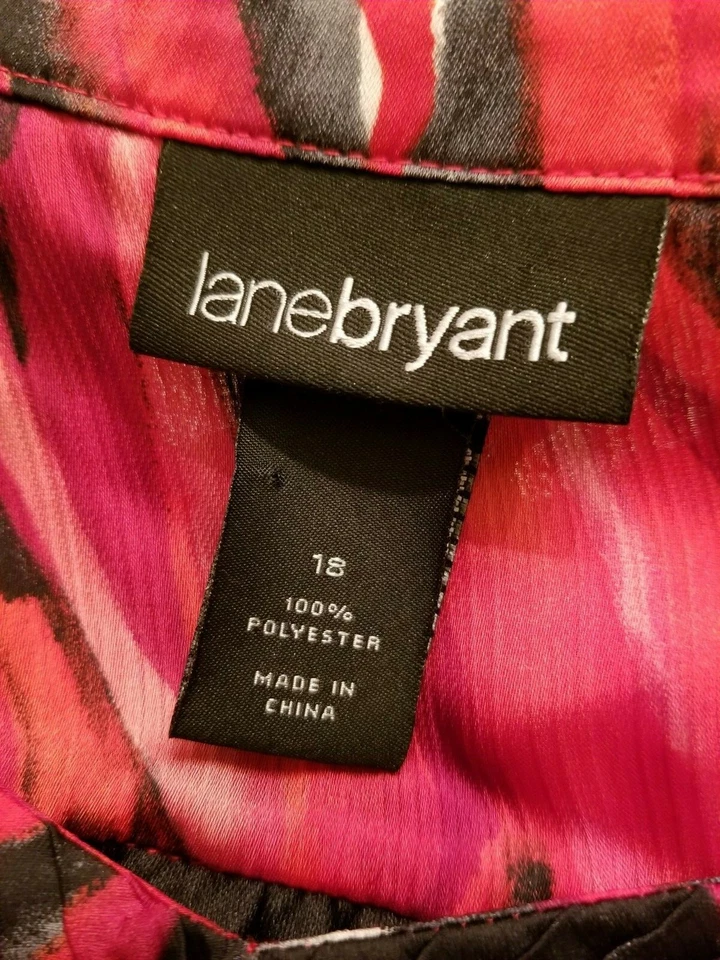 lanebryant
18
100%
POLYESTER
MADE IN
CHINA